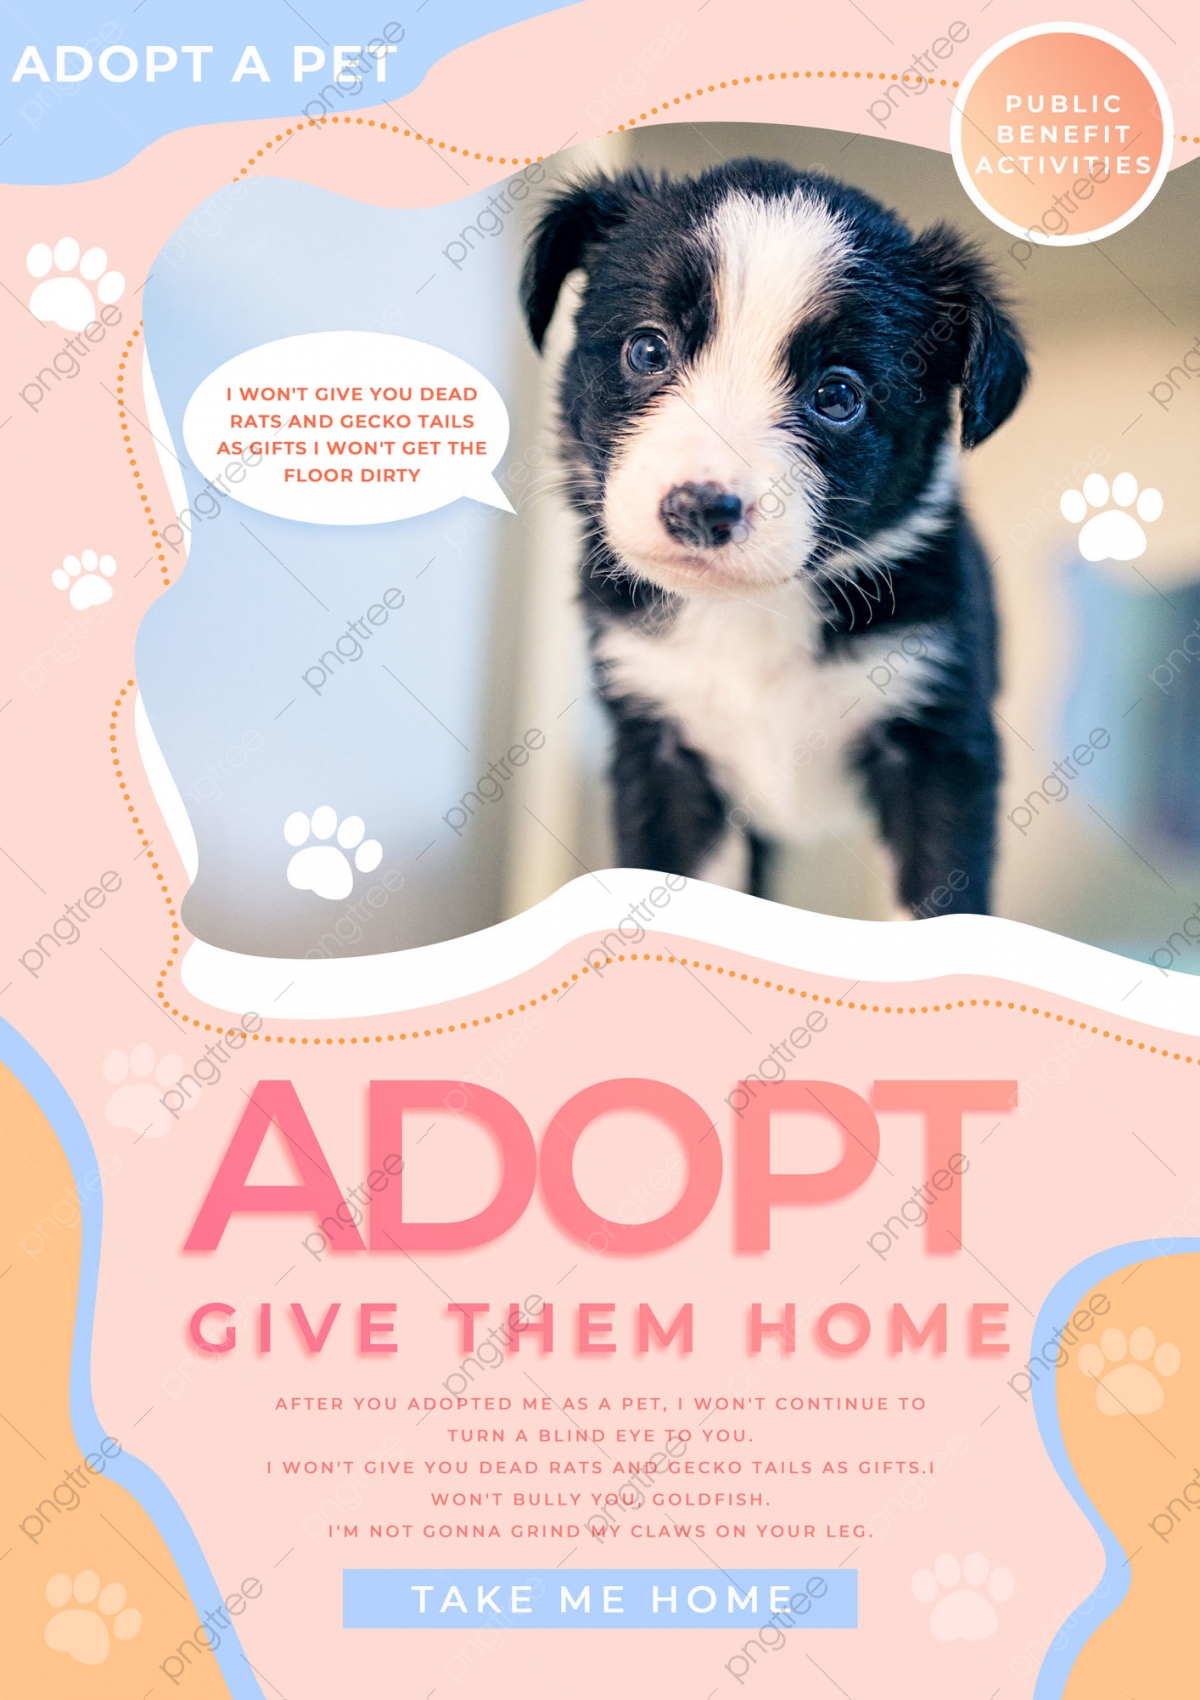 ADOPT A PET
PUBLIC
BENEFIT
ACTIVITIES
I WON'T GIVE YOU DEAD
RATS AND GECKO TAILS
AS GIFTS I WON'T GET THE
FLOOR DIRTY
ADOPT
GIVE THEM HOME
AFTER YOU ADOPTED ME AS A PET, I WON'T CONTINUE TO
TURN A BLIND EYE TO YOU.
I WON'T GIVE YOU DEAD RATS AND GECKO TAILS AS GIFTS.I
WON'T BULLY YOU, GOLDFISH.
I'M NOT GONNA GRIND MY CLAWS ON YOUR LEG.
TAKE ME HOME
pngtree